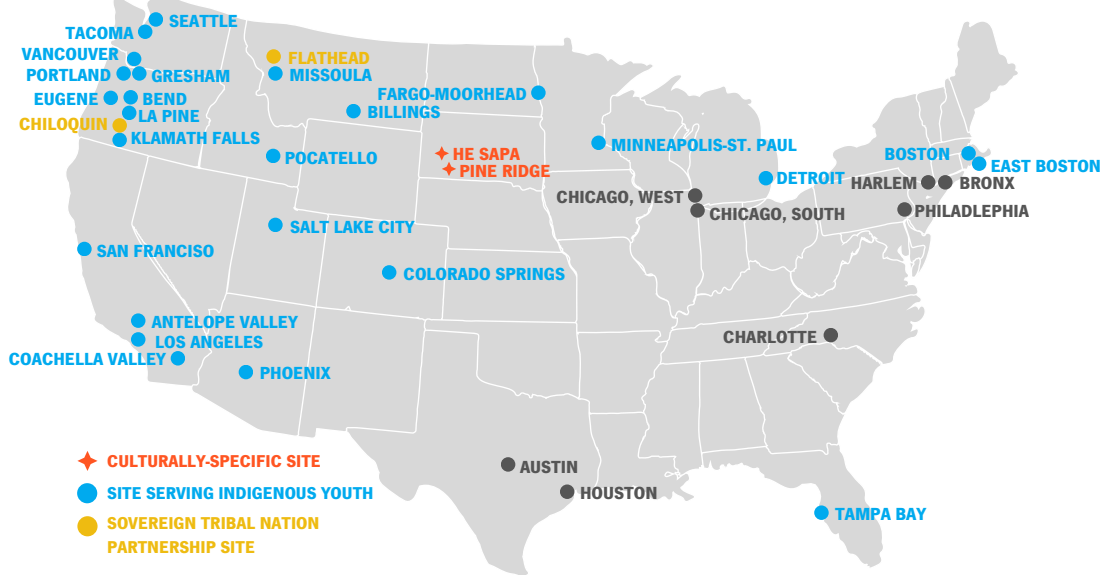 SEATTLE
TACOMA
VANCOUVER
PORTLAND
GRESHAM
EUGENE
BEND
LA PINE
CHILOQUIN
KLAMATH FALLS
FLATHEAD
MISSOULA
FARGO-MOORHEAD
BILLINGS
POCATELLO
HE SAPA
PINE RIDGE
MINNEAPOLIS-ST. PAUL
BOSTON
EAST BOSTON
DETROIT
HARLEM
BRONX
CHICAGO, WEST
CHICAGO, SOUTH
PHILADLEPHIA
SALT LAKE CITY
SAN FRANCISO
COLORADO SPRINGS
ANTELOPE VALLEY
LOS ANGELES
COACHELLA VALLEY
PHOENIX
CHARLOTTE
AUSTIN
HOUSTON
TAMPA BAY
CULTURALLY-SPECIFIC SITE
SITE SERVING INDIGENOUS YOUTH
SOVEREIGN TRIBAL NATION
PARTNERSHIP SITE